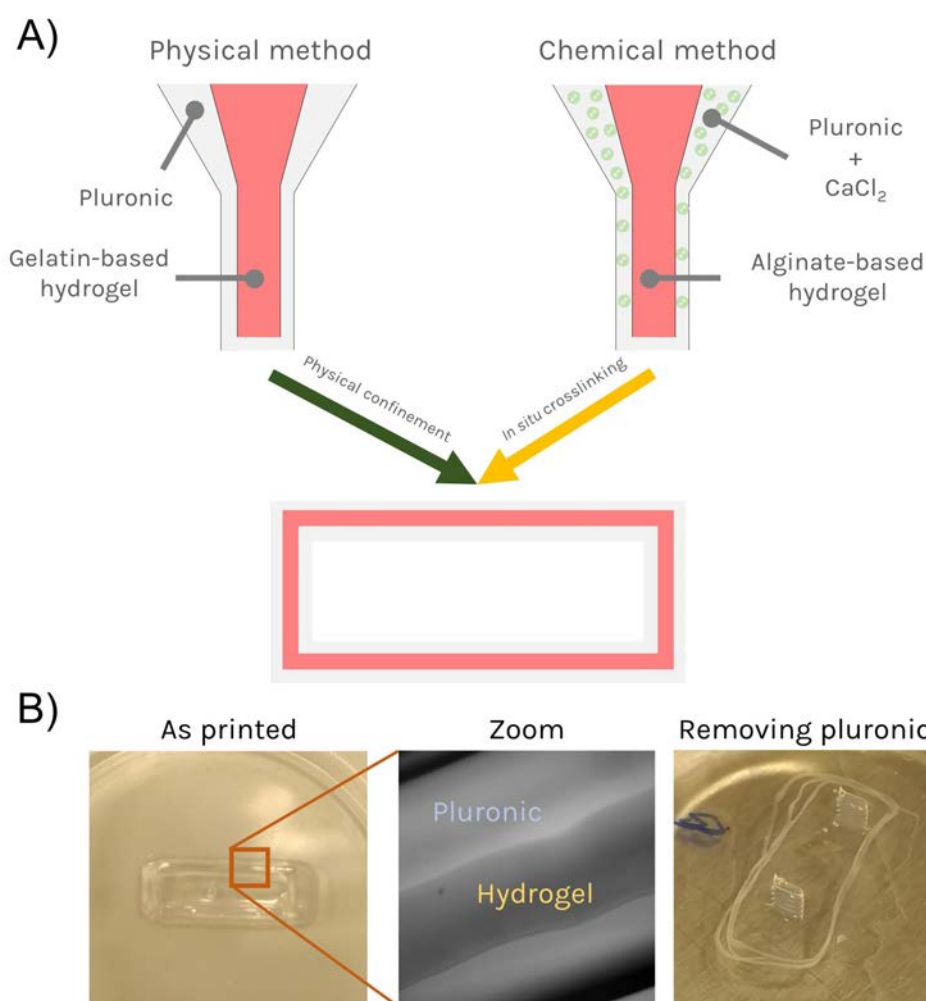 A)
Physical method
Chemical method
Pluronic
Pluronic
+
CaCl₂
Gelatin-based
hydrogel
Alginate-based
hydrogel
Physical confinement
In situ crosslinking
B)
As printed
Zoom
Removing pluronic
Pluronic
Hydrogel